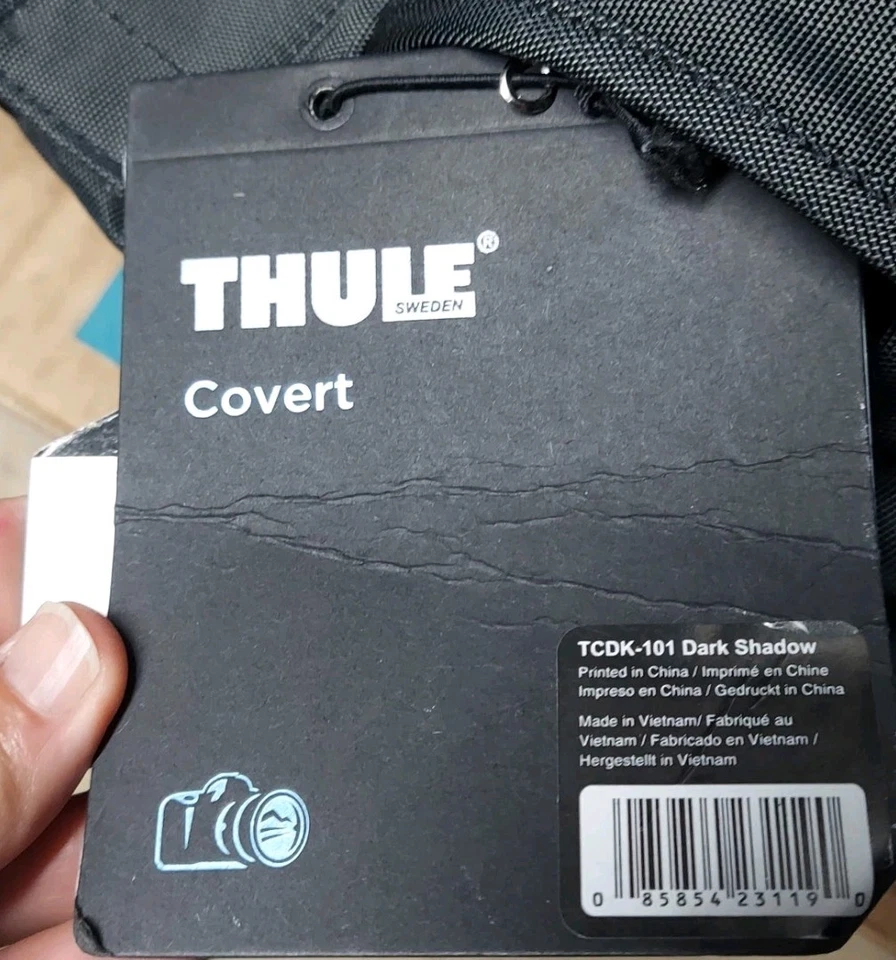 THULE®
SWEDEN
Covert
TCDK-101 Dark Shadow
Printed in China / Imprimé en Chine
Impreso en China / Gedruckt in China
Made in Vietnam/ Fabriqué au
Vietnam / Fabricado en Vietnam /
Hergestellt in Vietnam
0 85854 23119 0